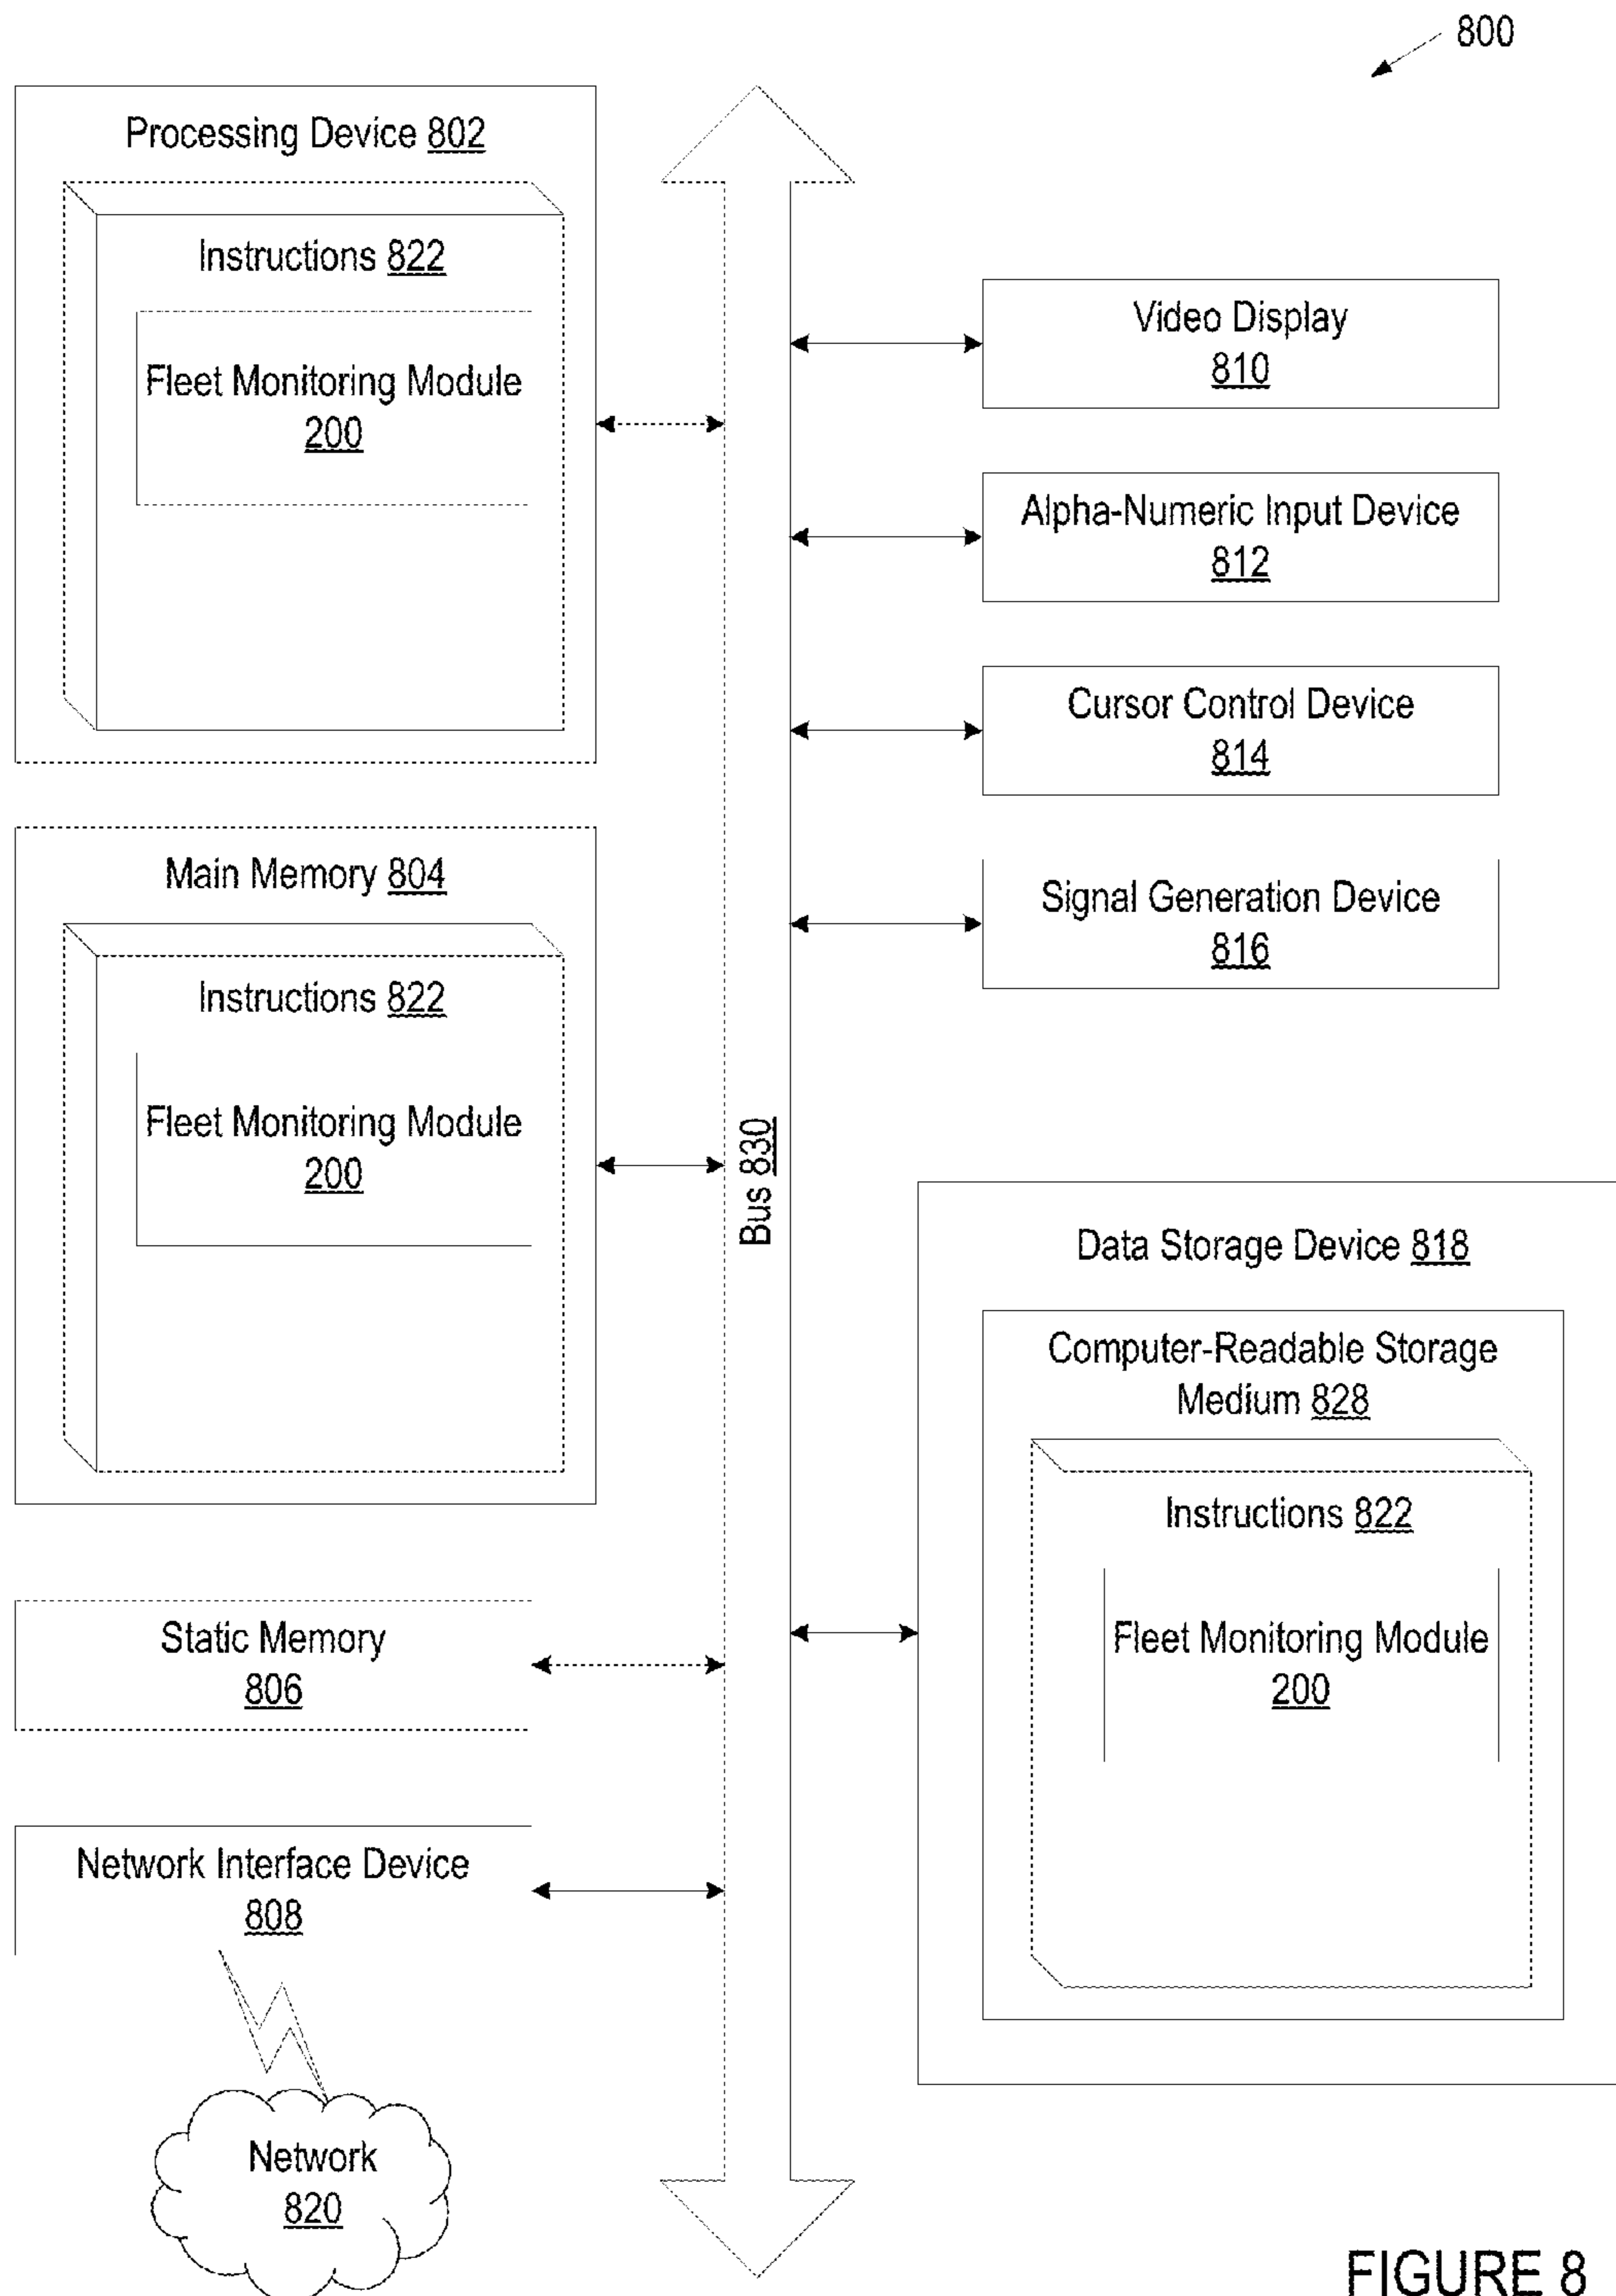 800
Processing Device 802
Instructions 822
Fleet Monitoring Module
200
Video Display
810
Alpha-Numeric Input Device
812
Cursor Control Device
814
Signal Generation Device
816
Main Memory 804
Instructions 822
Fleet Monitoring Module
200
Bus 830
Data Storage Device 818
Computer-Readable Storage
Medium 828
Instructions 822
Fleet Monitoring Module
200
Static Memory
806
Network Interface Device
808
Network
820
FIGURE 8